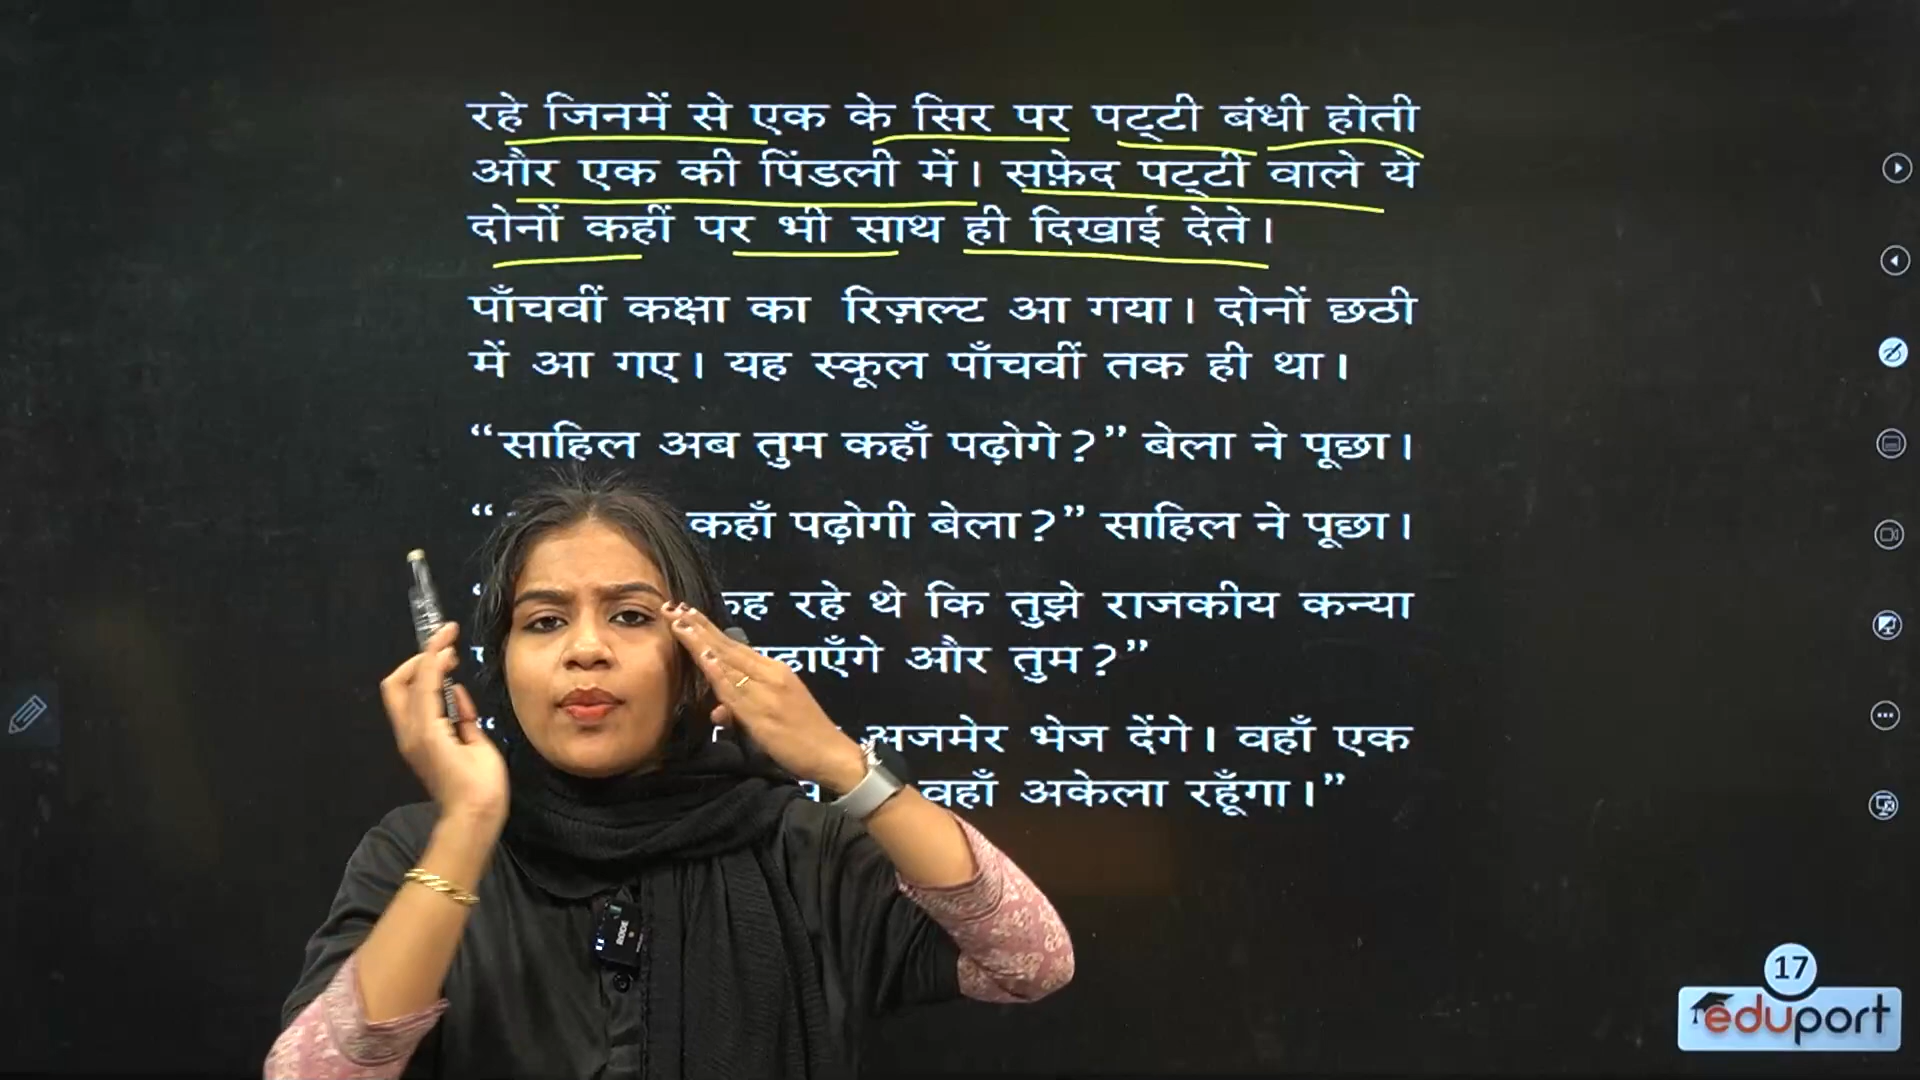 रहे जिनमें से एक के सिर पर पट्टी बंधी होती
और एक की पिंडली में। सफ़ेद पट्टी वाले ये
दोनों कहीं पर भी साथ ही दिखाई देते।
पाँचवीं कक्षा का रिज़ल्ट आ गया। दोनों छठी
में आ गए। यह स्कूल पाँचवीं तक ही था।
“साहिल अब तुम कहाँ पढ़ोगे?” बेला ने पूछा।
“ कहाँ पढ़ोगी बेला?” साहिल ने पूछा।
“ रहे थे कि तुझे राजकीय कन्या
और तुम?”
“ अजमेर भेज देंगे। वहाँ एक
वहाँ अकेला रहूँगा।”
RODE
17
eduport